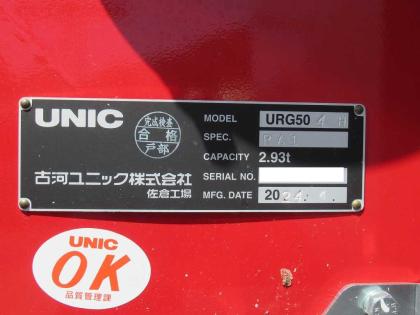 UNIC
完成検査
合格
戸部
古河ユニック株式会社
佐倉工場
MODEL URG50 4 H
SPEC.
CAPACITY 2.93t
SERIAL NO.
MFG. DATE 2024. 4.
UNIC
OK
品質管理課